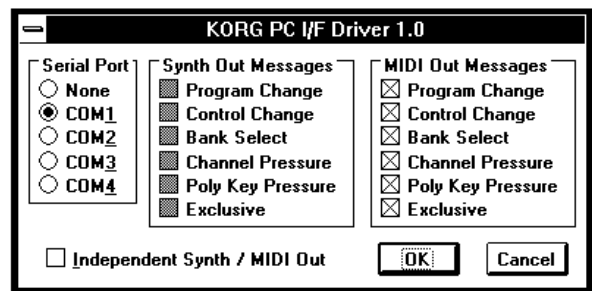 KORG PC I/F Driver 1.0
Serial Port
None
COM1
COM2
COM3
COM4
Synth Out Messages
Program Change
Control Change
Bank Select
Channel Pressure
Poly Key Pressure
Exclusive
MIDI Out Messages
Program Change
Control Change
Bank Select
Channel Pressure
Poly Key Pressure
Exclusive
Independent Synth / MIDI Out
OK
Cancel